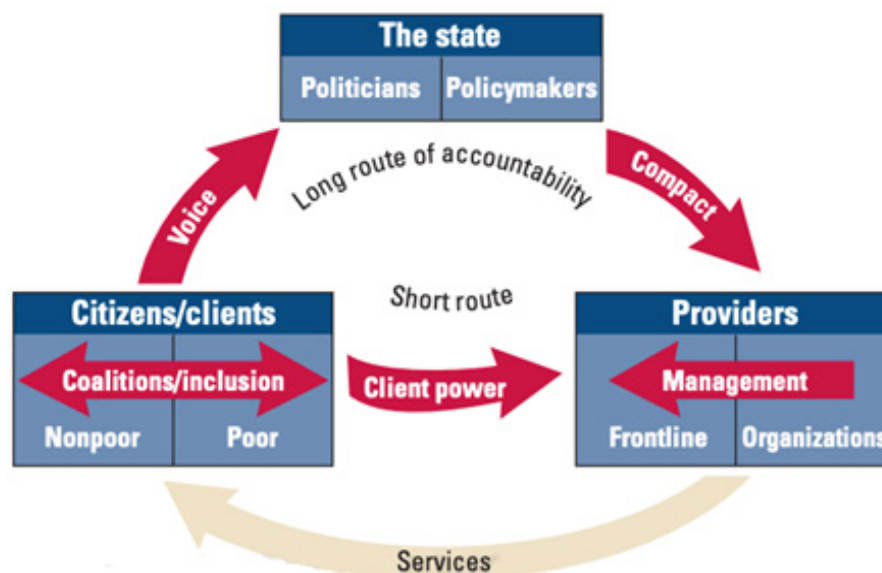 The state
Politicians Policymakers
Long route of accountability
Voice
Compact
Short route
Citizens/clients
Providers
Coalitions/inclusion
Client power
Management
Nonpoor Poor
Frontline Organizations
Services